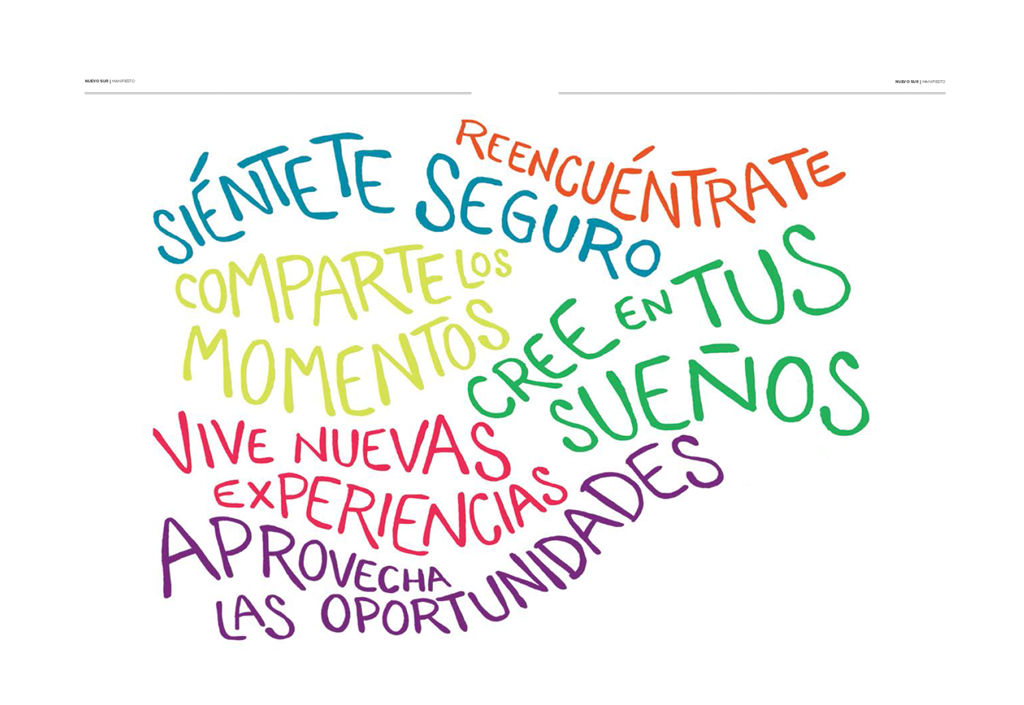 NUEVO SUR | MANIFIESTO
NUEVO SUR | MANIFIESTO
REENCUÉNTRATE
SIÉNTETE SEGURO
COMPARTE LOS
MOMENTOS
CREE EN TUS
SUEÑOS
VIVE NUEVAS
EXPERIENCIAS
APROVECHA
LAS OPORTUNIDADES